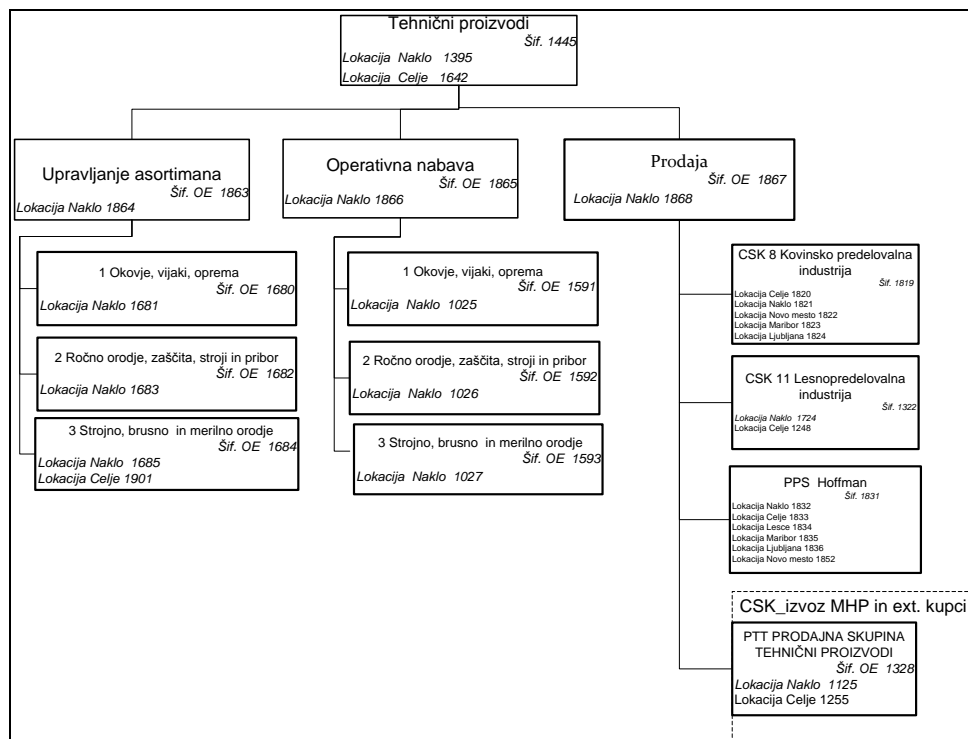 Tehnični proizvodi
Šif. 1445
Lokacija Naklo 1395
Lokacija Celje 1642
Upravljanje asortimana
Šif. OE 1863
Lokacija Naklo 1864
1 Okovje, vijaki, oprema
Šif. OE 1680
Lokacija Naklo 1681
2 Ročno orodje, zaščita, stroji in pribor
Šif. OE 1682
Lokacija Naklo 1683
3 Strojno, brusno in merilno orodje
Šif. OE 1684
Lokacija Naklo 1685
Lokacija Celje 1901
Operativna nabava
Šif. OE 1865
Lokacija Naklo 1866
1 Okovje, vijaki, oprema
Šif. OE 1591
Lokacija Naklo 1025
2 Ročno orodje, zaščita, stroji in pribor
Šif. OE 1592
Lokacija Naklo 1026
3 Strojno, brusno in merilno orodje
Šif. OE 1593
Lokacija Naklo 1027
Prodaja
Šif. OE 1867
Lokacija Naklo 1868
CSK 8 Kovinsko predelovalna
industrija
Šif. 1819
Lokacija Celje 1820
Lokacija Naklo 1821
Lokacija Novo mesto 1822
Lokacija Maribor 1823
Lokacija Ljubljana 1824
CSK 11 Lesnopredelovalna
industrija
Šif. 1322
Lokacija Naklo 1724
Lokacija Celje 1248
PPS Hoffman
Šif. 1831
Lokacija Naklo 1832
Lokacija Celje 1833
Lokacija Lesce 1834
Lokacija Maribor 1835
Lokacija Ljubljana 1836
Lokacija Novo mesto 1852
CSK_izvoz MHP in ext. kupci
PTT PRODAJNA SKUPINA
TEHNIČNI PROIZVODI
Šif. OE 1328
Lokacija Naklo 1125
Lokacija Celje 1255